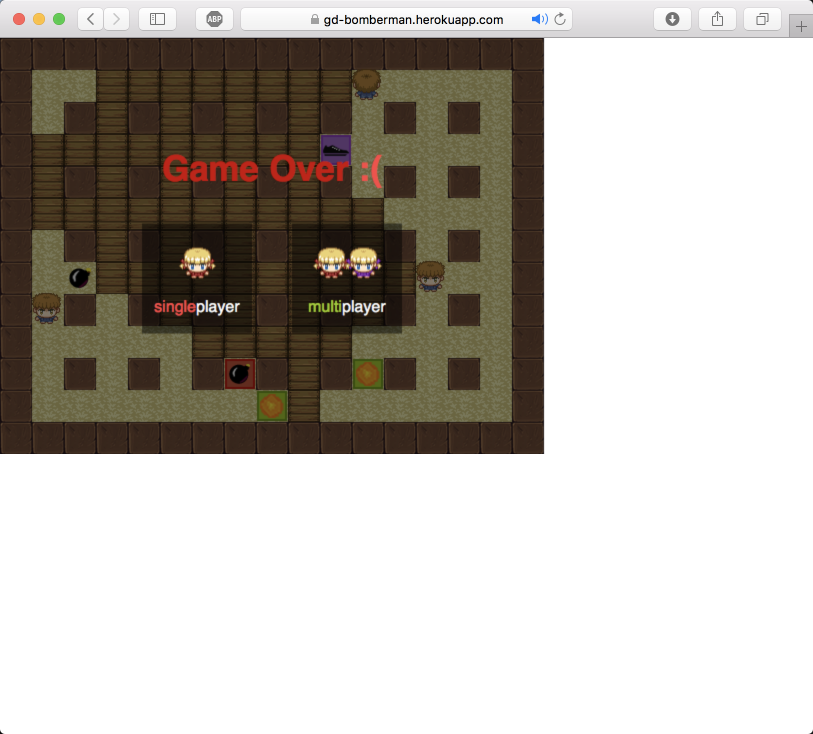 ABP
gd-bomberman.herokuapp.com
Game Over :(
singleplayer
multiplayer